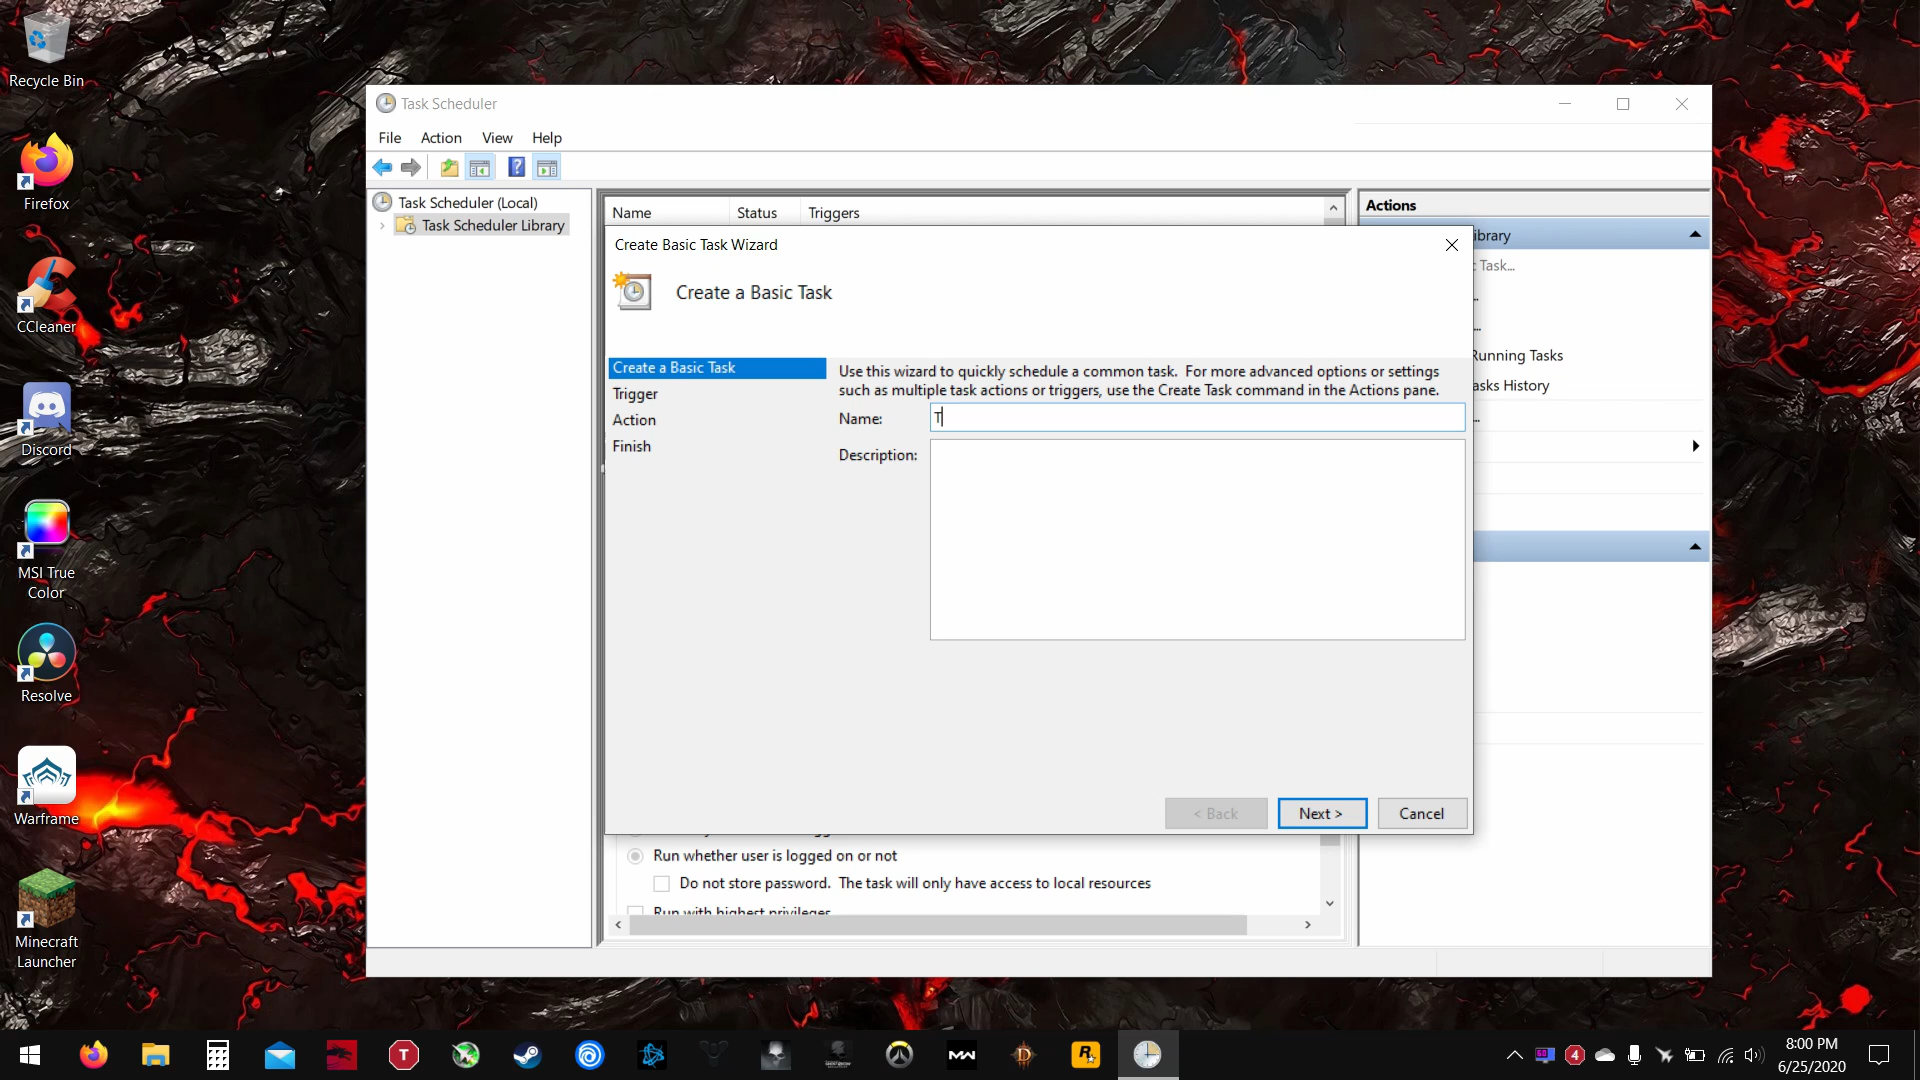 Recycle Bin
Firefox
CCleaner
Discord
MSI True
Color
Resolve
Warframe
Minecraft
Launcher
Task Scheduler
File Action View Help
Task Scheduler (Local)
Task Scheduler Library
Name Status Triggers
Actions
ibrary
Task...
Running Tasks
asks History
Create Basic Task Wizard
Create a Basic Task
Create a Basic Task
Trigger
Action
Finish
Use this wizard to quickly schedule a common task. For more advanced options or settings
such as multiple task actions or triggers, use the Create Task command in the Actions pane.
Name: T
Description:
< Back Next > Cancel
Run whether user is logged on or not
Do not store password. The task will only have access to local resources
Run with highest privileges
T
MW
D
R
60
4
8:00 PM
6/25/2020